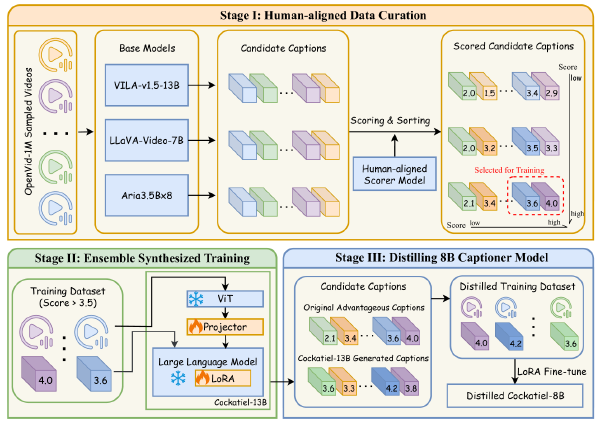 Stage I: Human-aligned Data Curation
OpenVid-1M Sampled Videos
Base Models
VILA-v1.5-13B
LLaVA-Video-7B
Aria3.5Bx8
Candidate Captions
Scoring & Sorting
Human-aligned
Scorer Model
Scored Candidate Captions
Score
low
2.0 1.5 ··· 3.4 2.9
2.0 3.2 ··· 3.5 3.3
Selected for Training
2.1 3.4 ··· 3.6 4.0
high
Score low high
Stage II: Ensemble Synthesized Training
Training Dataset
(Score > 3.5)
4.0 3.6
ViT
Projector
Large Language Model
LoRA
Cockatiel-13B
Stage III: Distilling 8B Captioner Model
Candidate Captions
Original Advantageous Captions
2.1 3.4 ··· 3.6 4.0
Cockatiel-13B Generated Captions
3.6 3.3 ··· 4.2 3.8
Distilled Training Dataset
4.0 4.2 ··· 3.6
LoRA Fine-tune
Distilled Cockatiel-8B